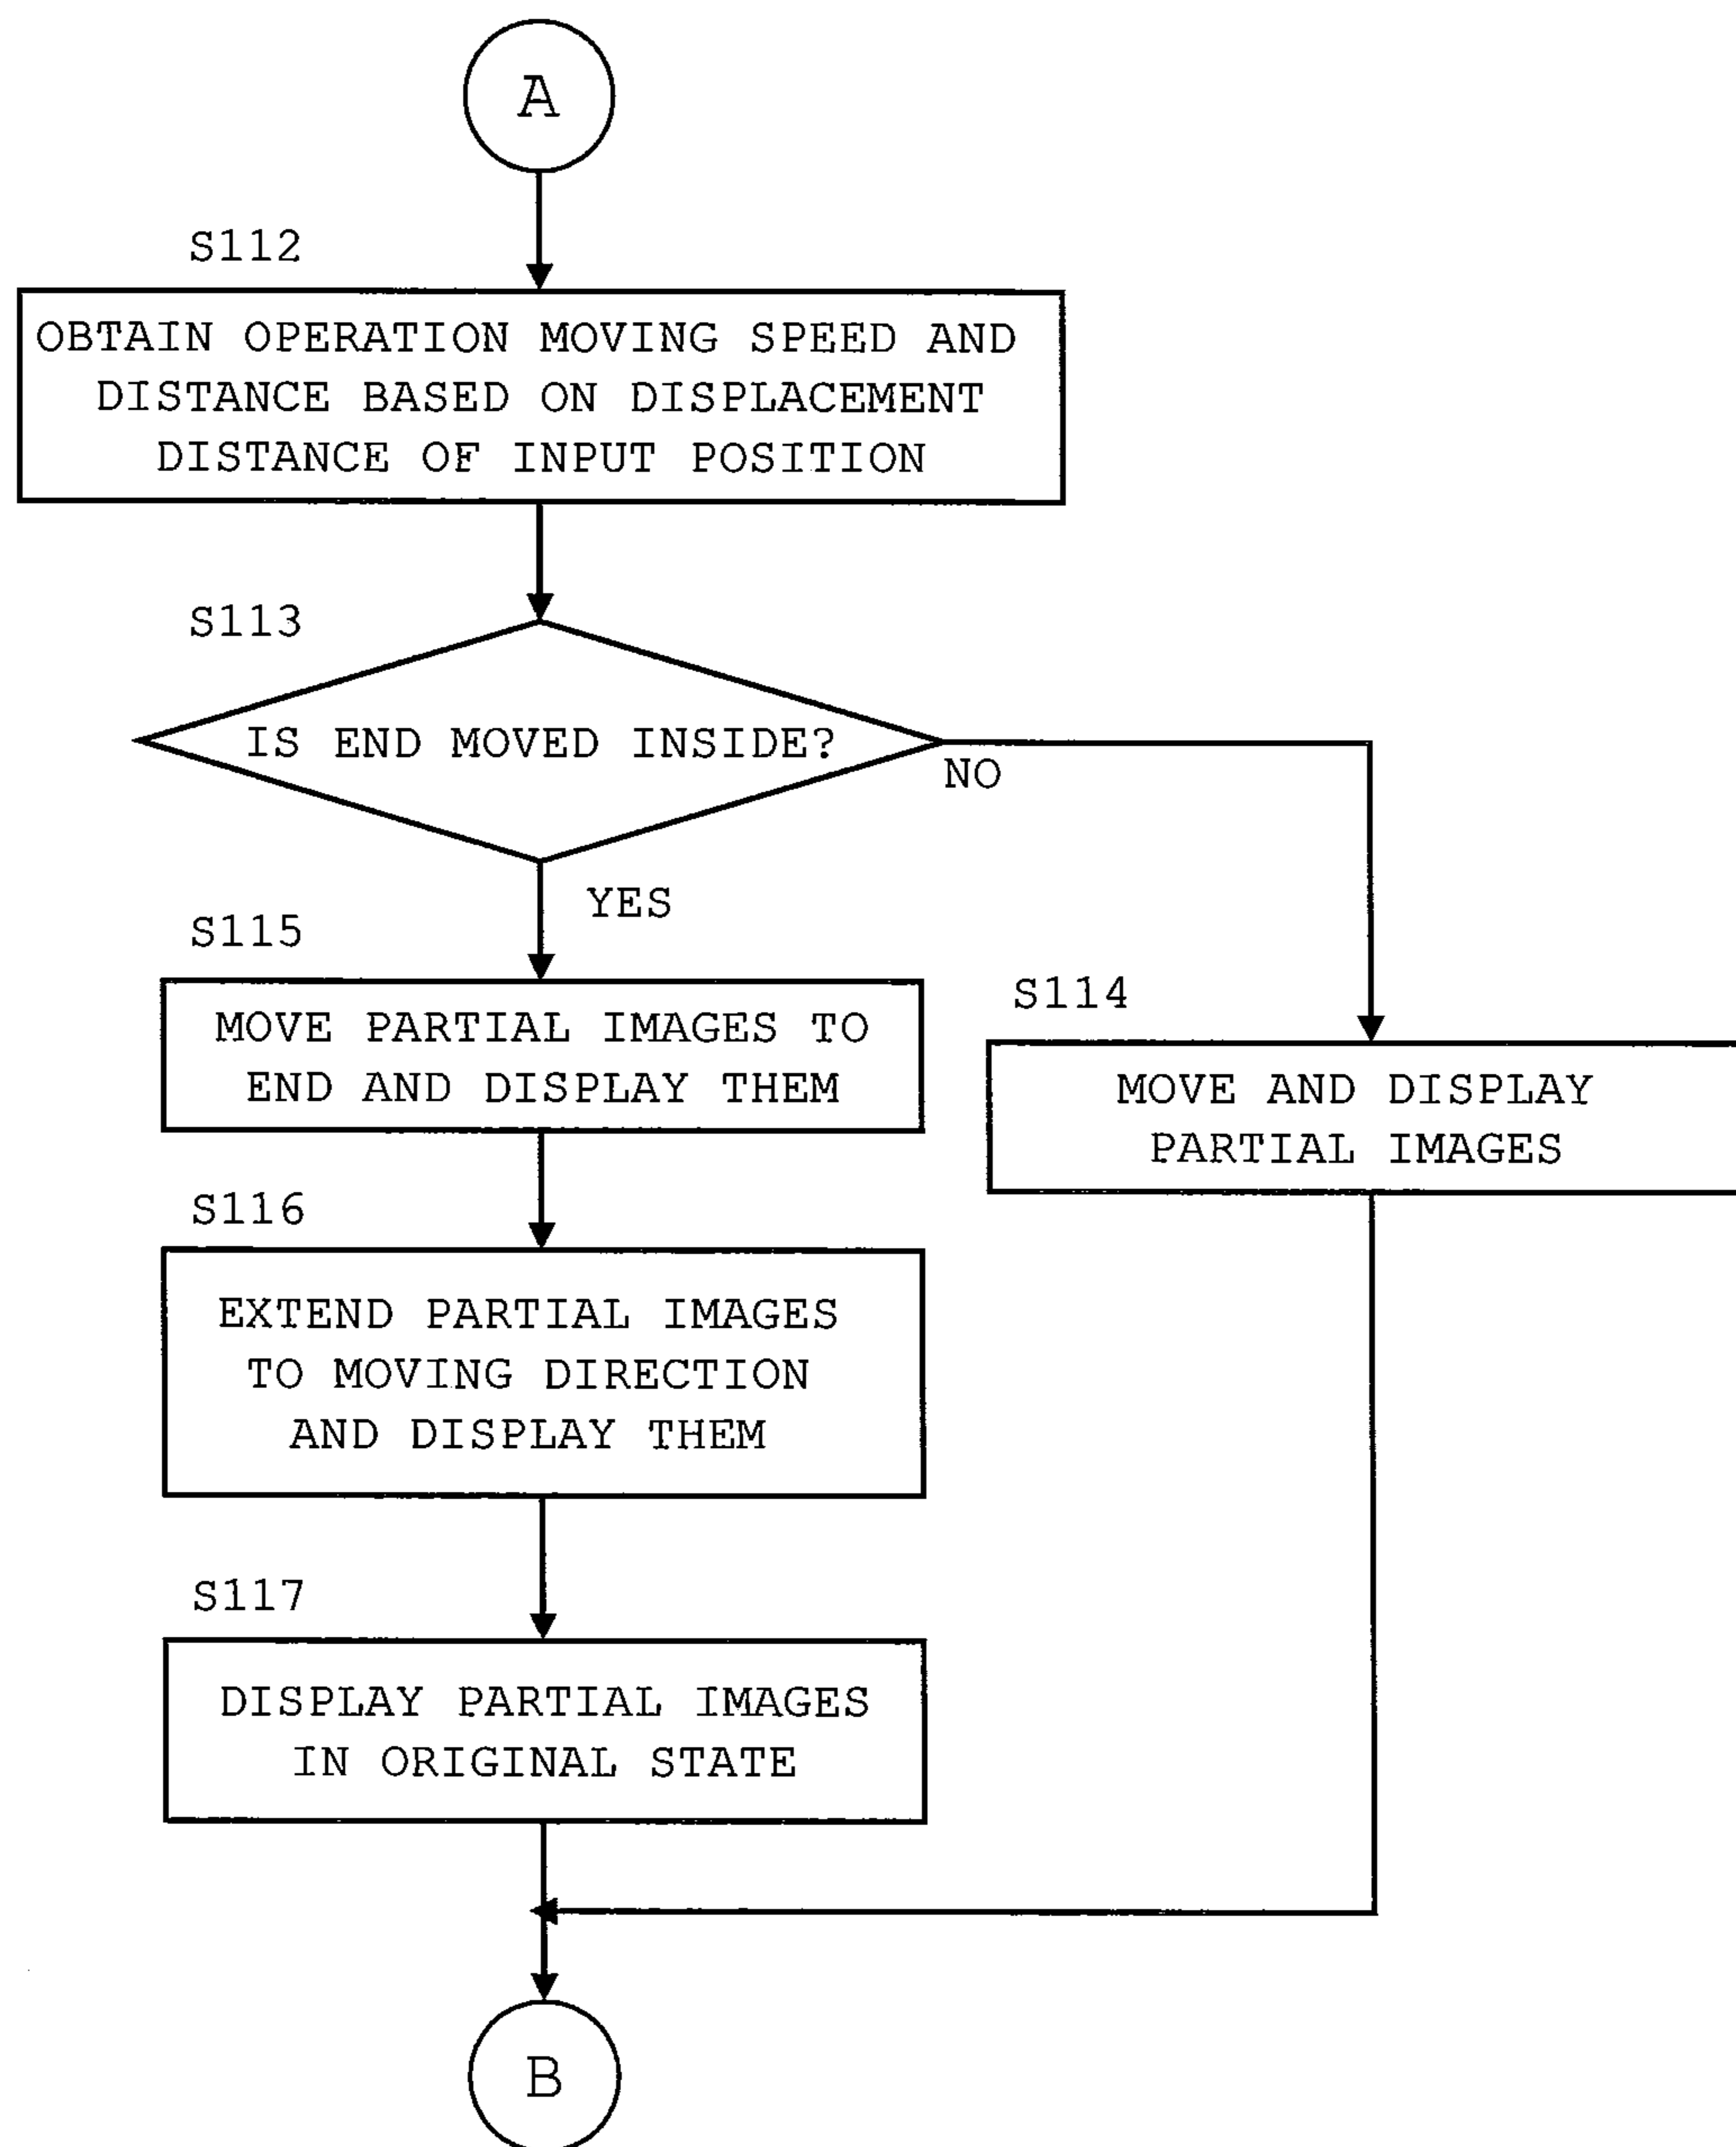 A
S112
OBTAIN OPERATION MOVING SPEED AND
DISTANCE BASED ON DISPLACEMENT
DISTANCE OF INPUT POSITION
S113
IS END MOVED INSIDE?
NO
YES
S115
MOVE PARTIAL IMAGES TO
END AND DISPLAY THEM
S114
MOVE AND DISPLAY
PARTIAL IMAGES
S116
EXTEND PARTIAL IMAGES
TO MOVING DIRECTION
AND DISPLAY THEM
S117
DISPLAY PARTIAL IMAGES
IN ORIGINAL STATE
B